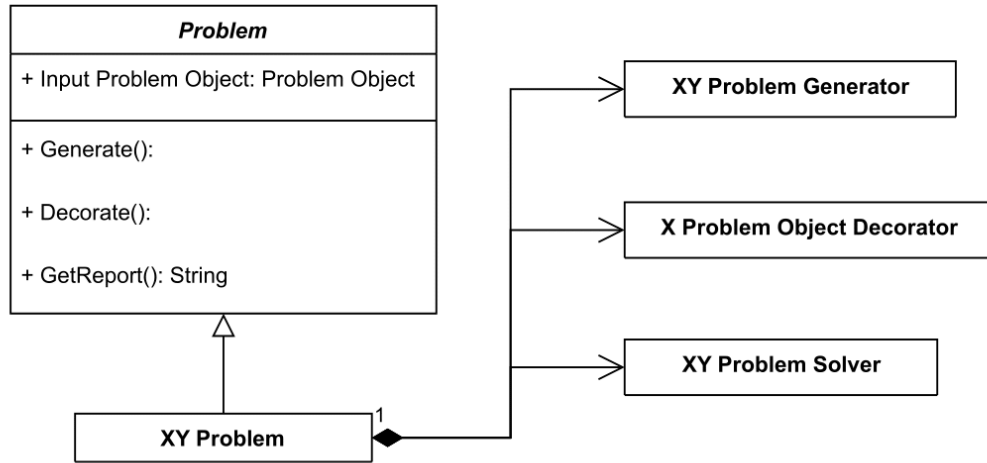 Problem
+ Input Problem Object: Problem Object
+ Generate():
+ Decorate():
+ GetReport(): String
XY Problem
1
XY Problem Generator
X Problem Object Decorator
XY Problem Solver